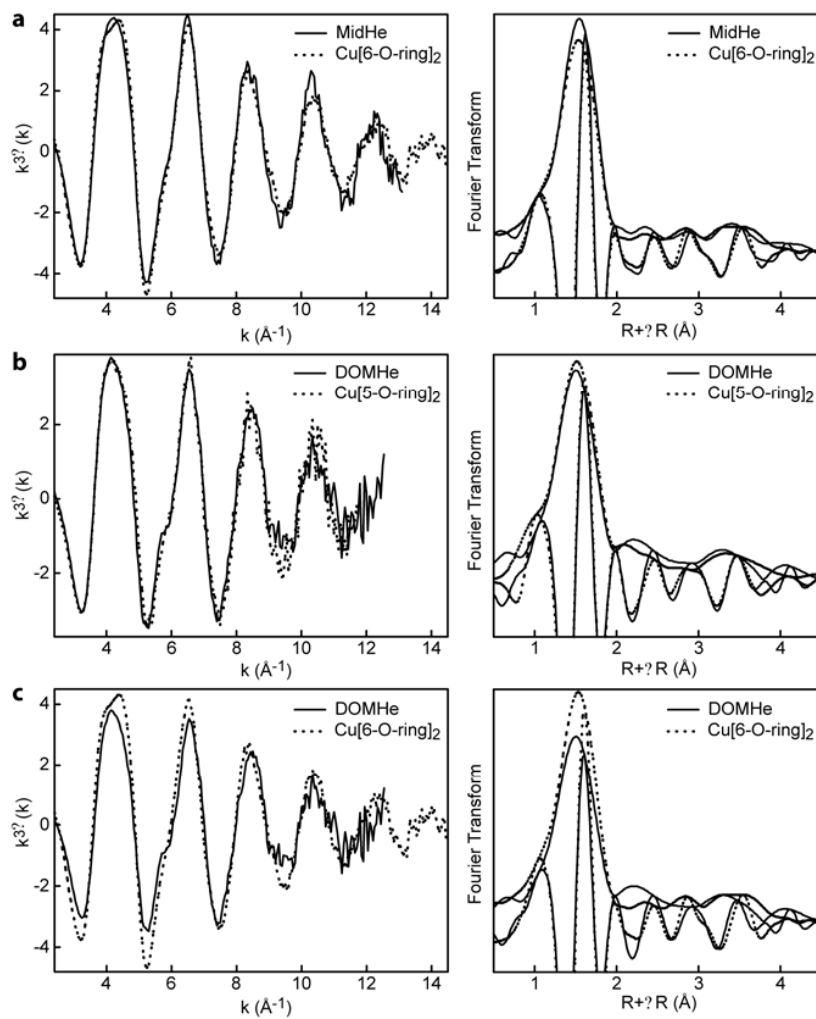 a
MidHe
Cu[6-O-ring]2
k3? (k)
4
2
0
-2
-4
4 6 8 10 12 14
k (Å-1)
MidHe
Cu[6-O-ring]2
Fourier Transform
1 2 3 4
R+? R (Å)
b
DOMHe
Cu[5-O-ring]2
k3? (k)
2
0
-2
4 6 8 10 12 14
k (Å-1)
DOMHe
Cu[5-O-ring]2
Fourier Transform
1 2 3 4
R+? R (Å)
c
DOMHe
Cu[6-O-ring]2
k3? (k)
4
2
0
-2
-4
4 6 8 10 12 14
k (Å-1)
DOMHe
Cu[6-O-ring]2
Fourier Transform
1 2 3 4
R+? R (Å)